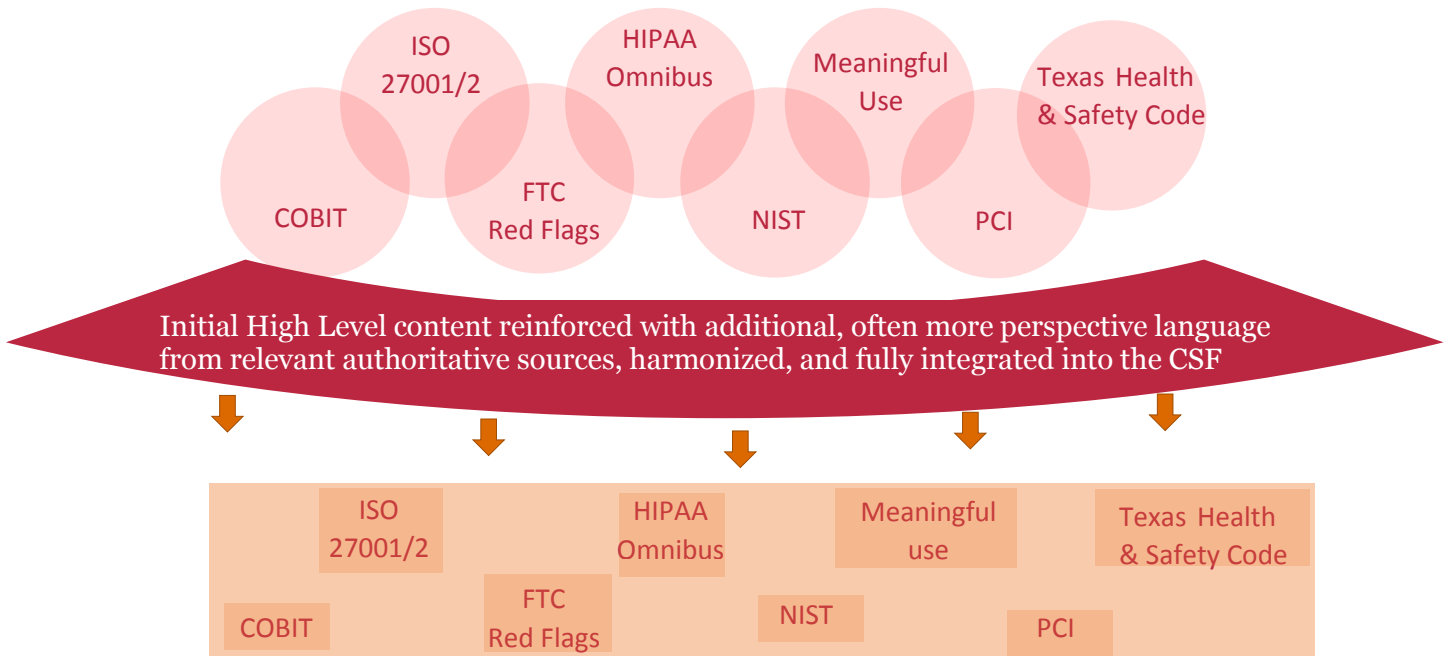 ISO
27001/2
HIPAA
Omnibus
Meaningful
Use
Texas Health
& Safety Code
COBIT
FTC
Red Flags
NIST
PCI
Initial High Level content reinforced with additional, often more perspective language
from relevant authoritative sources, harmonized, and fully integrated into the CSF
ISO
27001/2
HIPAA
Omnibus
Meaningful
use
Texas Health
& Safety Code
COBIT
FTC
Red Flags
NIST
PCI